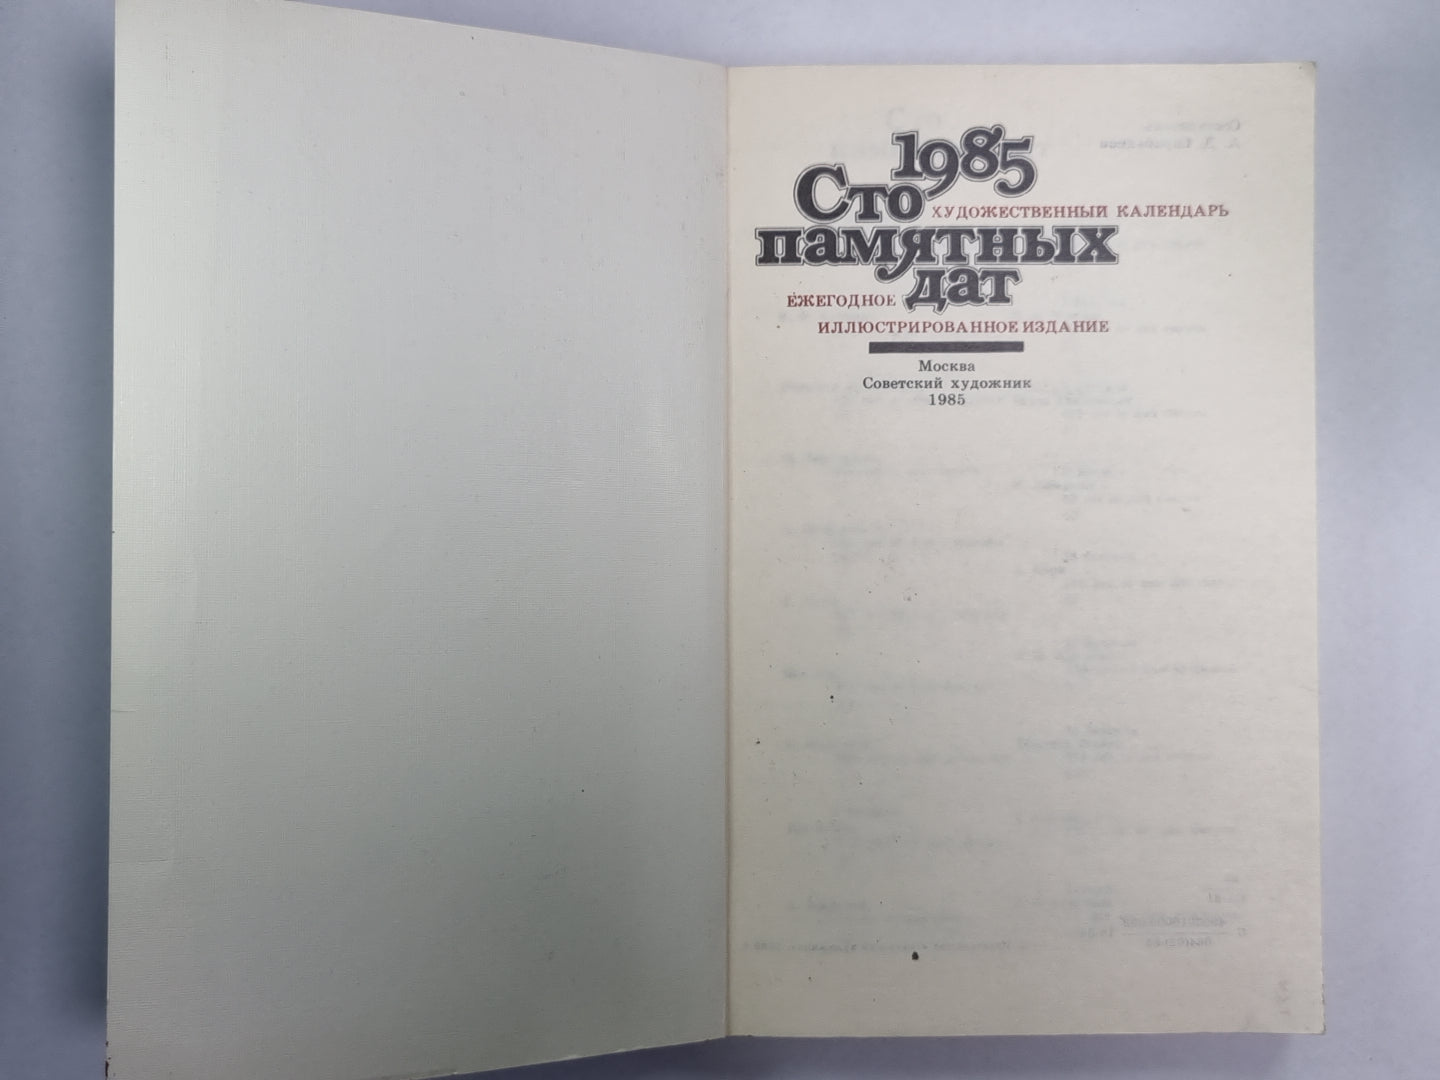 1985
Сто
ХУДОЖЕСТВЕННЫЙ КАЛЕНДАРЬ
памятных
дат
ЕЖЕГОДНОЕ
ИЛЛЮСТРИРОВАННОЕ ИЗДАНИЕ
Москва
Советский художник
1985